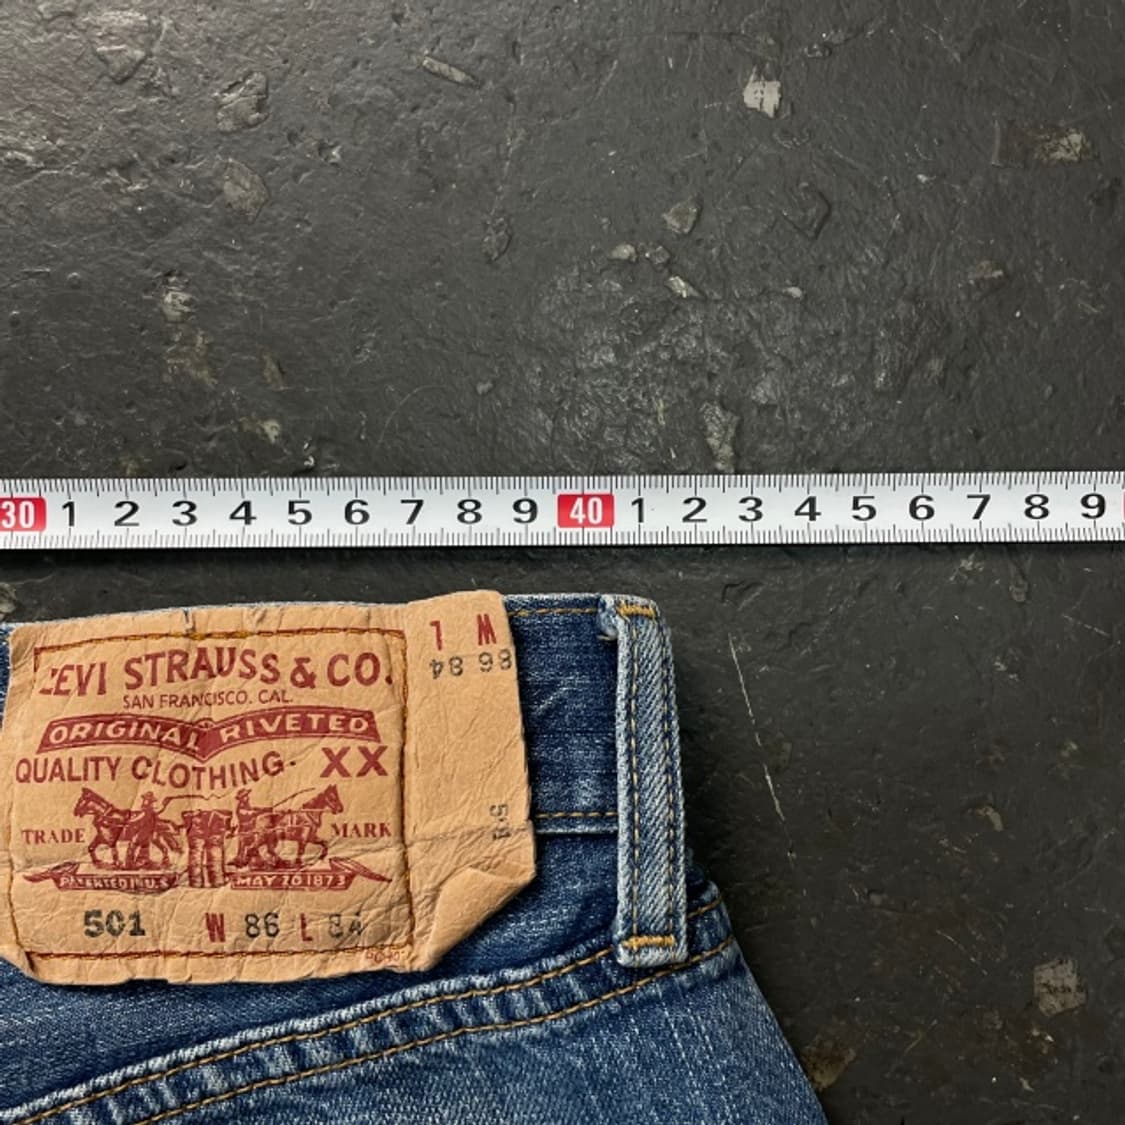 30 1 2 3 4 5 6 7 8 9 40 1 2 3 4 5 6 7 8 9
LEVI STRAUSS & CO.
SAN FRANCISCO. CAL.
ORIGINAL RIVETED
QUALITY CLOTHING· XX
TRADE MARK
PATENTED IN U.S. MAY 20 1873
501 W 86 L 84
W L
86 84